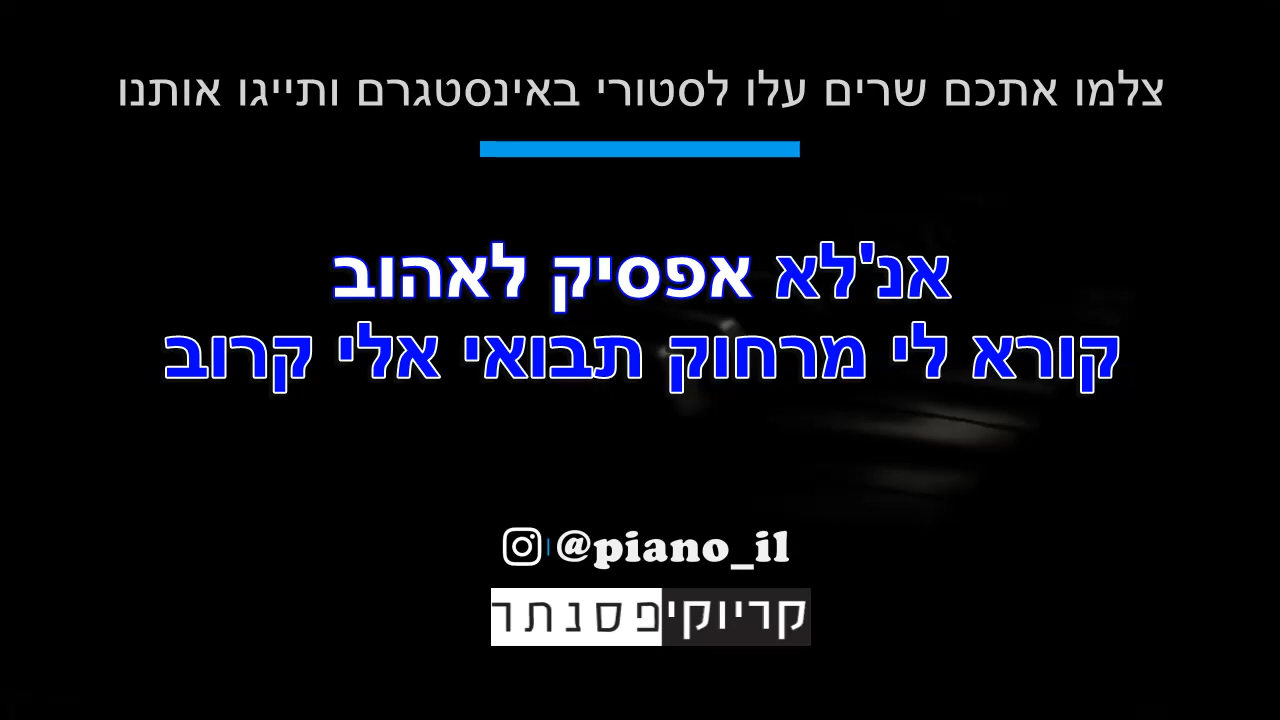 צלמו אתכם שרים עלו לסטורי באינסטגרם ותייגו אותנו
אנ'לא אפסיק לאהוב
קורא לי מרחוק תבואי אלי קרוב
@piano_il
קריוקיפסנתר